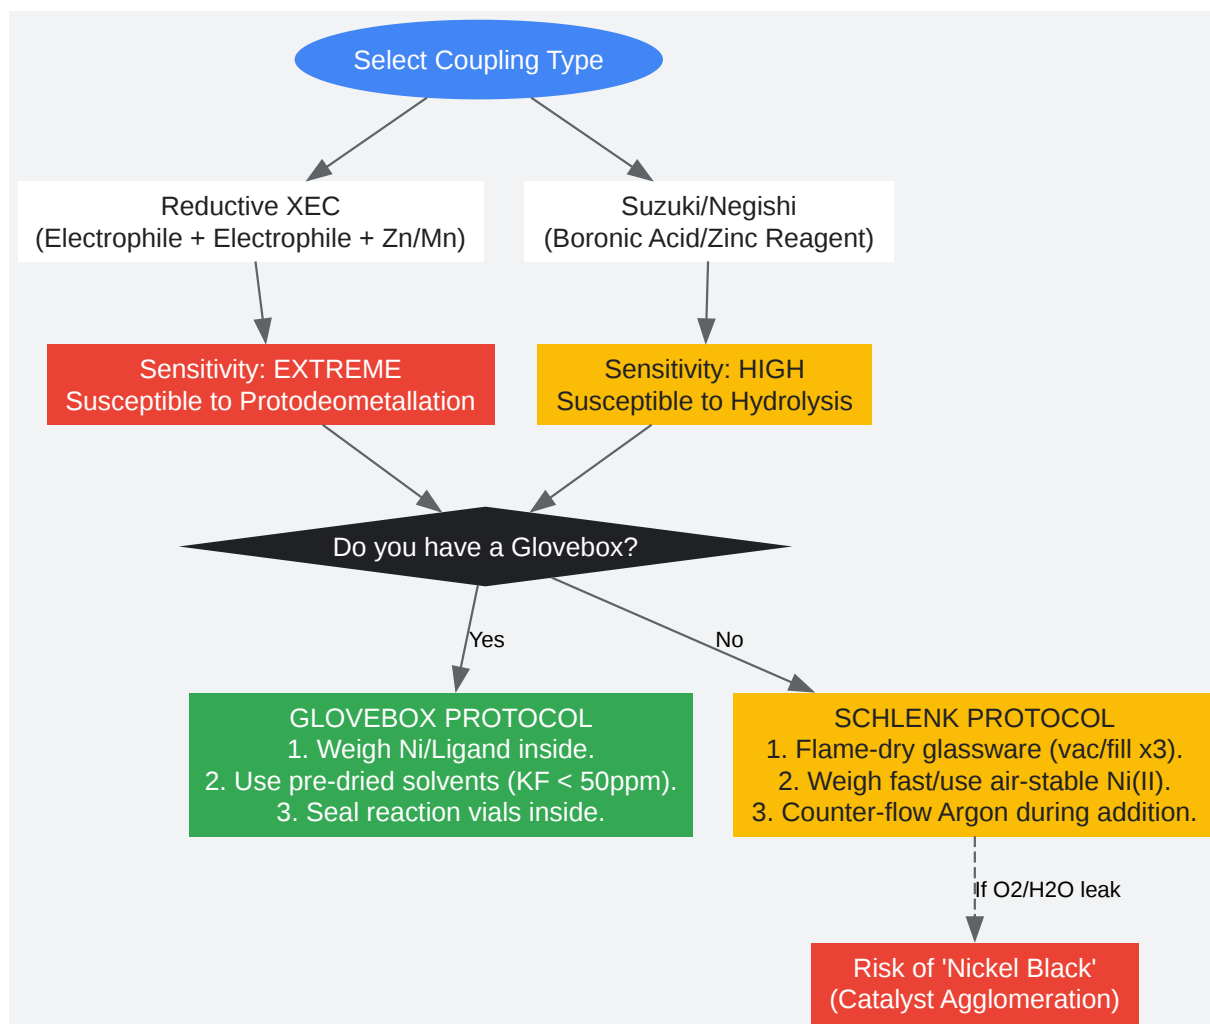 Select Coupling Type
Reductive XEC
(Electrophile + Electrophile + Zn/Mn)
Suzuki/Negishi
(Boronic Acid/Zinc Reagent)
Sensitivity: EXTREME
Susceptible to Protodeometallation
Sensitivity: HIGH
Susceptible to Hydrolysis
Do you have a Glovebox?
Yes
No
GLOVEBOX PROTOCOL
1. Weigh Ni/Ligand inside.
2. Use pre-dried solvents (KF < 50ppm).
3. Seal reaction vials inside.
SCHLENK PROTOCOL
1. Flame-dry glassware (vac/fill x3).
2. Weigh fast/use air-stable Ni(II).
3. Counter-flow Argon during addition.
If O2/H2O leak
Risk of 'Nickel Black'
(Catalyst Agglomeration)